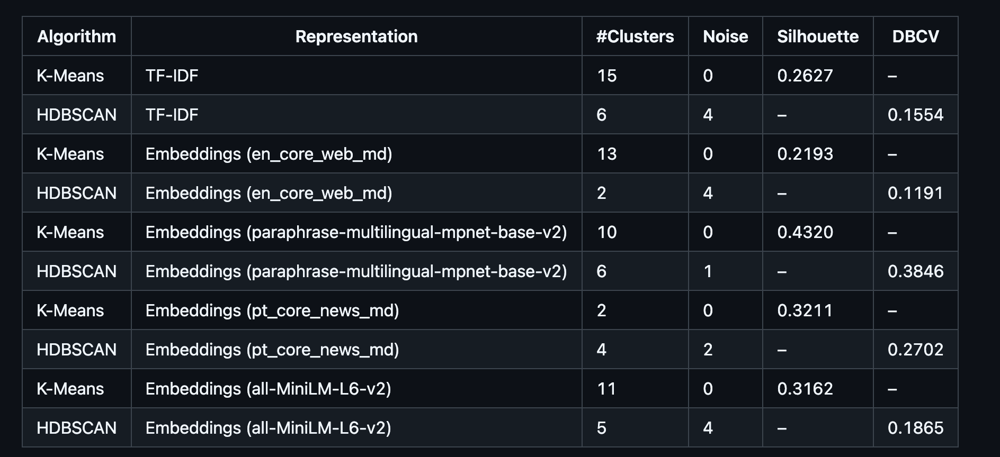 Algorithm Representation #Clusters Noise Silhouette DBCV
K-Means TF-IDF 15 0 0.2627 –
HDBSCAN TF-IDF 6 4 – 0.1554
K-Means Embeddings (en_core_web_md) 13 0 0.2193 –
HDBSCAN Embeddings (en_core_web_md) 2 4 – 0.1191
K-Means Embeddings (paraphrase-multilingual-mpnet-base-v2) 10 0 0.4320 –
HDBSCAN Embeddings (paraphrase-multilingual-mpnet-base-v2) 6 1 – 0.3846
K-Means Embeddings (pt_core_news_md) 2 0 0.3211 –
HDBSCAN Embeddings (pt_core_news_md) 4 2 – 0.2702
K-Means Embeddings (all-MiniLM-L6-v2) 11 0 0.3162 –
HDBSCAN Embeddings (all-MiniLM-L6-v2) 5 4 – 0.1865